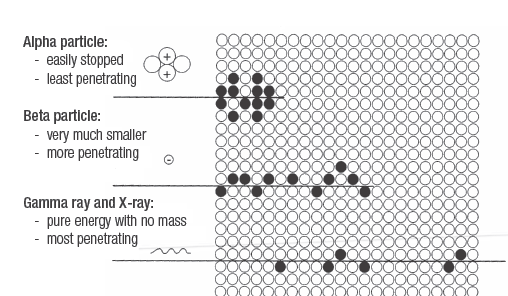 Alpha particle:
- easily stopped
- least penetrating
+
+
Beta particle:
- very much smaller
- more penetrating
-
Gamma ray and X-ray:
- pure energy with no mass
- most penetrating